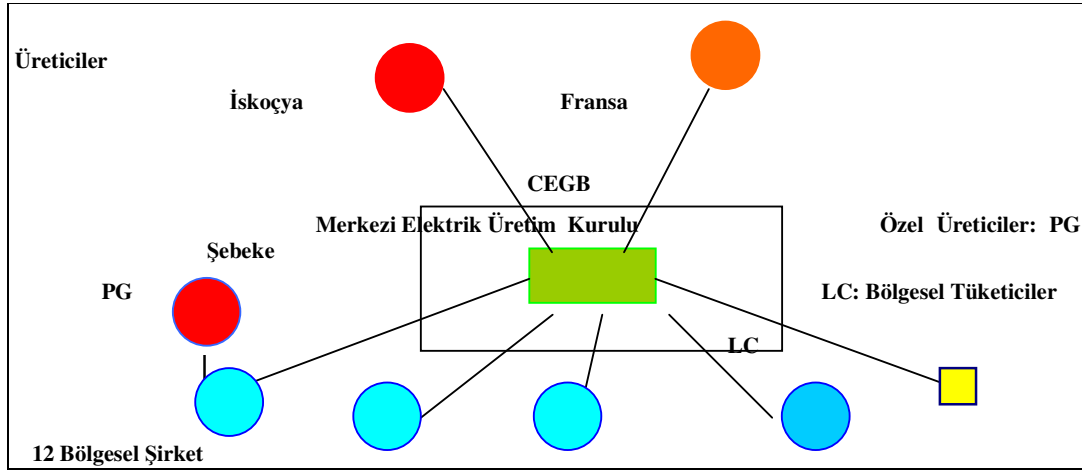 Üreticiler
İskoçya
Fransa
CEGB
Merkezi Elektrik Üretim Kurulu
Özel Üreticiler: PG
Şebeke
PG
LC: Bölgesel Tüketiciler
LC
12 Bölgesel Şirket